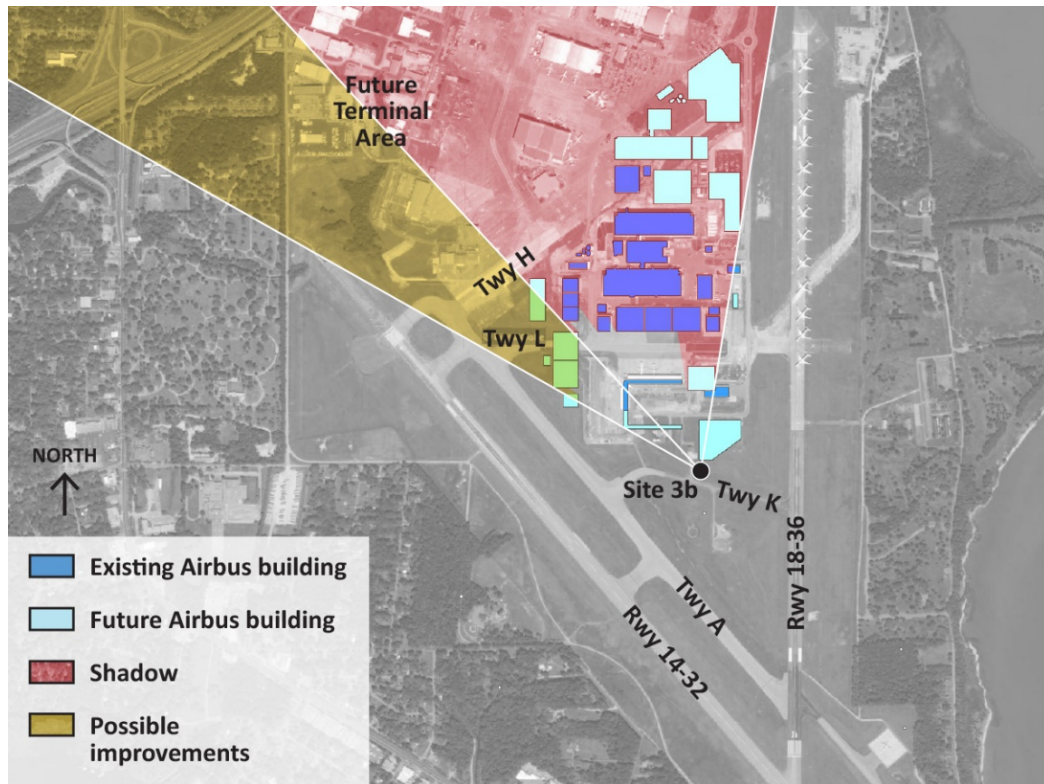 Future
Terminal
Area
Twy H
Twy L
NORTH
Site 3b
Twy K
Rwy 18-36
Twy A
Rwy 14-32
Existing Airbus building
Future Airbus building
Shadow
Possible
improvements